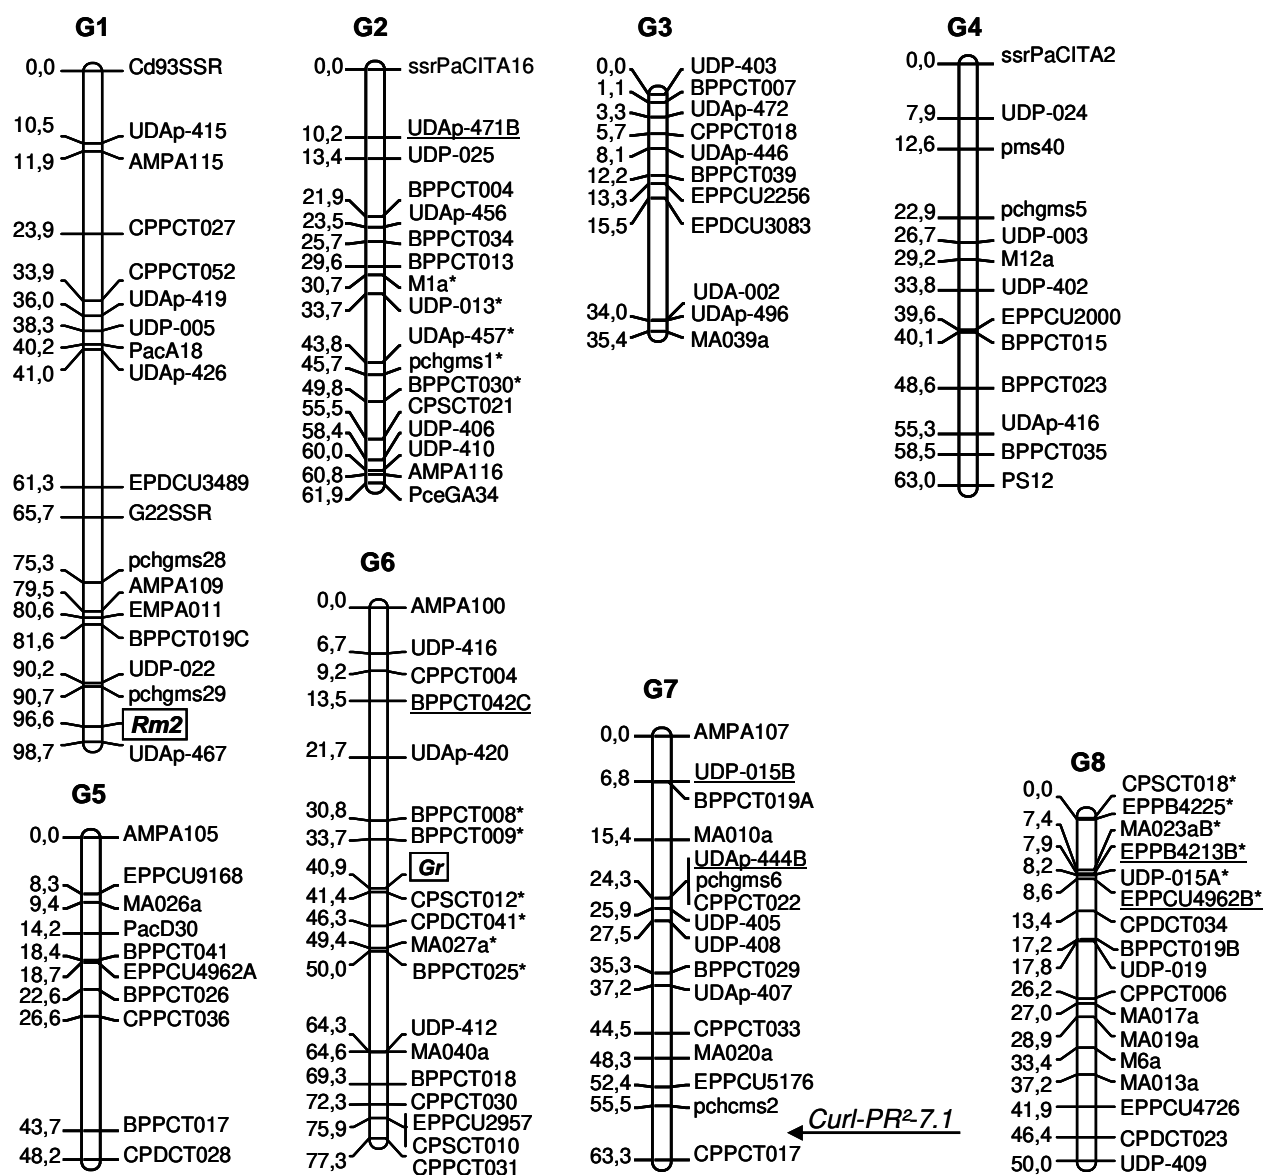 G1
0,0 Cd93SSR
10,5 UDAp-415
11,9 AMPA115
23,9 CPPCT027
33,9 CPPCT052
36,0 UDAp-419
38,3 UDP-005
40,2 PacA18
41,0 UDAp-426
61,3 EPDCU3489
65,7 G22SSR
75,3 pchgms28
79,5 AMPA109
80,6 EMPA011
81,6 BPPCT019C
90,2 UDP-022
90,7 pchgms29
96,6 Rm2
98,7 UDAp-467
G2
0,0 ssrPaCITA16
10,2 UDAp-471B
13,4 UDP-025
21,9 BPPCT004
23,5 UDAp-456
25,7 BPPCT034
29,6 BPPCT013
30,7 M1a*
33,7 UDP-013*
43,8 UDAp-457*
45,7 pchgms1*
49,8 BPPCT030*
55,5 CPSCT021
58,4 UDP-406
60,0 UDP-410
60,8 AMPA116
61,9 PceGA34
G3
0,0 UDP-403
1,1 BPPCT007
3,3 UDAp-472
5,7 CPPCT018
8,1 UDAp-446
12,2 BPPCT039
13,3 EPPCU2256
15,5 EPDCU3083
UDA-002
34,0 UDAp-496
35,4 MA039a
G4
0,0 ssrPaCITA2
7,9 UDP-024
12,6 pms40
22,9 pchgms5
26,7 UDP-003
29,2 M12a
33,8 UDP-402
39,6 EPPCU2000
40,1 BPPCT015
48,6 BPPCT023
55,3 UDAp-416
58,5 BPPCT035
63,0 PS12
G5
0,0 AMPA105
8,3 EPPCU9168
9,4 MA026a
14,2 PacD30
18,4 BPPCT041
18,7 EPPCU4962A
22,6 BPPCT026
26,6 CPPCT036
43,7 BPPCT017
48,2 CPDCT028
G6
0,0 AMPA100
6,7 UDP-416
9,2 CPPCT004
13,5 BPPCT042C
21,7 UDAp-420
30,8 BPPCT008*
33,7 BPPCT009*
40,9 Gr
41,4 CPSCT012*
46,3 CPDCT041*
49,4 MA027a*
50,0 BPPCT025*
64,3 UDP-412
64,6 MA040a
69,3 BPPCT018
72,3 CPPCT030
75,9 EPPCU2957
CPSCT010
77,3 CPPCT031
G7
0,0 AMPA107
6,8 UDP-015B
BPPCT019A
15,4 MA010a
UDAp-444B
24,3 pchgms6
CPPCT022
25,9 UDP-405
27,5 UDP-408
35,3 BPPCT029
37,2 UDAp-407
44,5 CPPCT033
48,3 MA020a
52,4 EPPCU5176
55,5 pchcms2
Curl-PR²-7.1
63,3 CPPCT017
G8
0,0 CPSCT018*
EPPB4225*
7,4 MA023aB*
7,9 EPPB4213B*
8,2 UDP-015A*
8,6 EPPCU4962B*
13,4 CPDCT034
17,2 BPPCT019B
17,8 UDP-019
26,2 CPPCT006
27,0 MA017a
28,9 MA019a
33,4 M6a
37,2 MA013a
41,9 EPPCU4726
46,4 CPDCT023
50,0 UDP-409